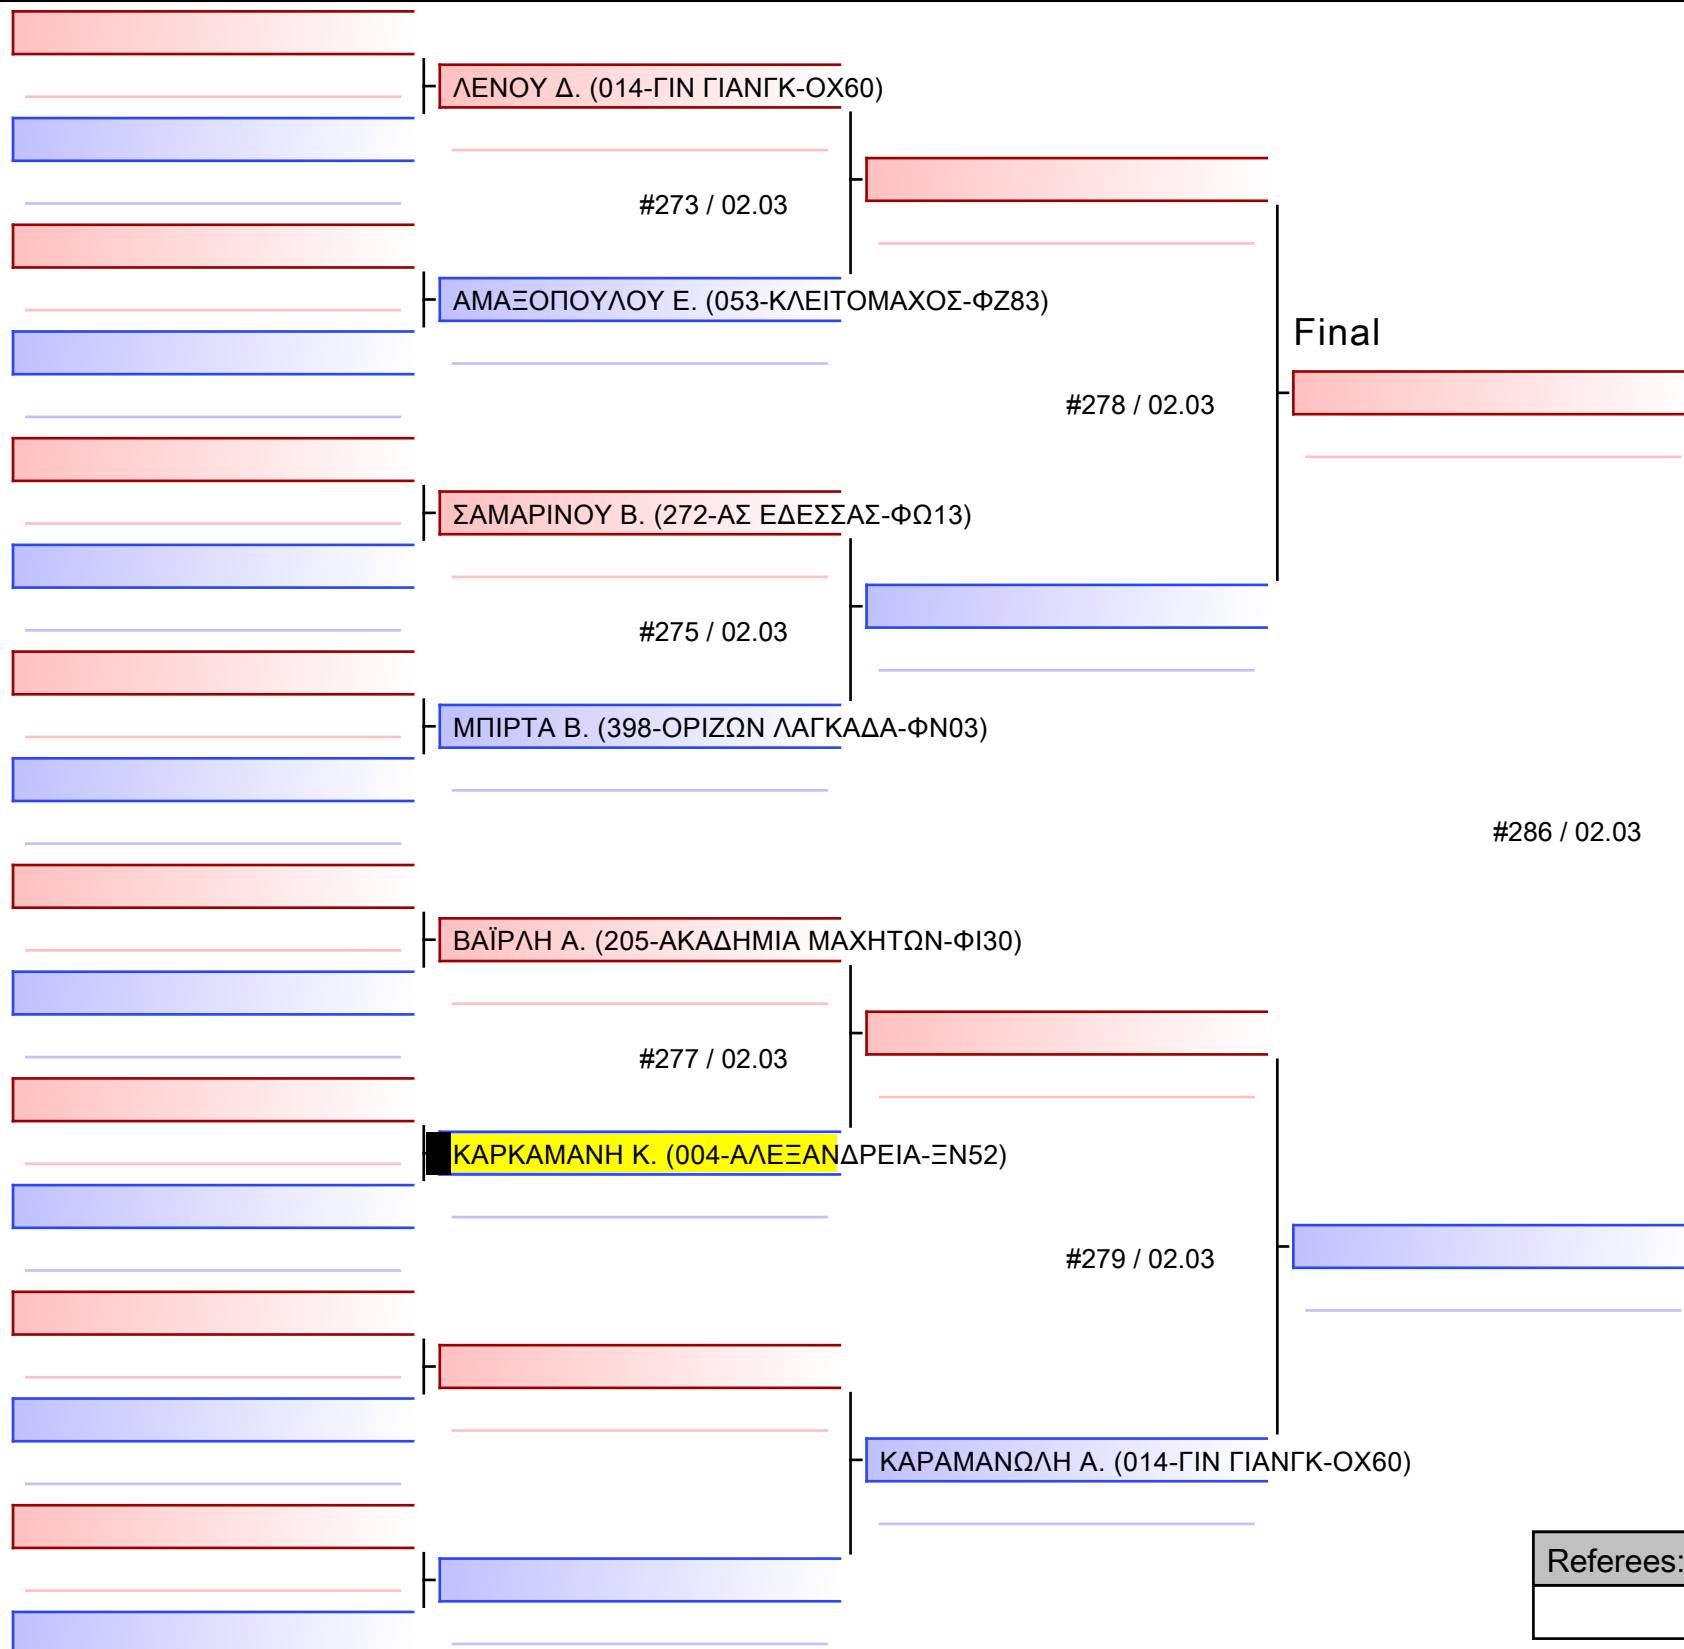 ΛΕΝΟΥ Δ. (014-ΓΙΝ ΓΙΑΝΓΚ-ΟΧ60)
#273 / 02.03
ΑΜΑΞΟΠΟΥΛΟΥ Ε. (053-ΚΛΕΙΤΟΜΑΧΟΣ-ΦΖ83)
Final
#278 / 02.03
ΣΑΜΑΡΙΝΟΥ Β. (272-ΑΣ ΕΔΕΣΣΑΣ-ΦΩ13)
#275 / 02.03
ΜΠΙΡΤΑ Β. (398-ΟΡΙΖΩΝ ΛΑΓΚΑΔΑ-ΦΝ03)
#286 / 02.03
ΒΑΪΡΛΗ Α. (205-ΑΚΑΔΗΜΙΑ ΜΑΧΗΤΩΝ-ΦΙ30)
#277 / 02.03
ΚΑΡΚΑΜΑΝΗ Κ. (004-ΑΛΕΞΑΝΔΡΕΙΑ-ΞΝ52)
#279 / 02.03
ΚΑΡΑΜΑΝΩΛΗ Α. (014-ΓΙΝ ΓΙΑΝΓΚ-ΟΧ60)
Referees: